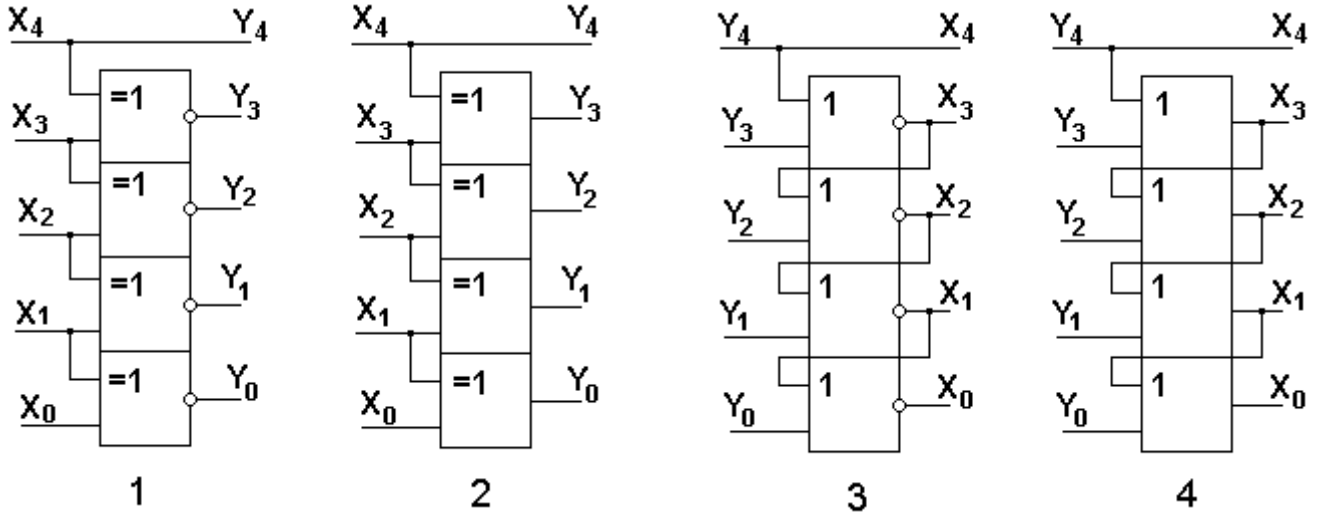 X4 Y4
=1
X3 Y3
=1
X2 Y2
=1
X1 Y1
=1
X0 Y0
1
X4 Y4
=1
X3 Y3
=1
X2 Y2
=1
X1 Y1
=1
X0 Y0
2
Y4 X4
1
Y3 X3
1
Y2 X2
1
Y1 X1
1
Y0 X0
3
Y4 X4
1
Y3 X3
1
Y2 X2
1
Y1 X1
1
Y0 X0
4